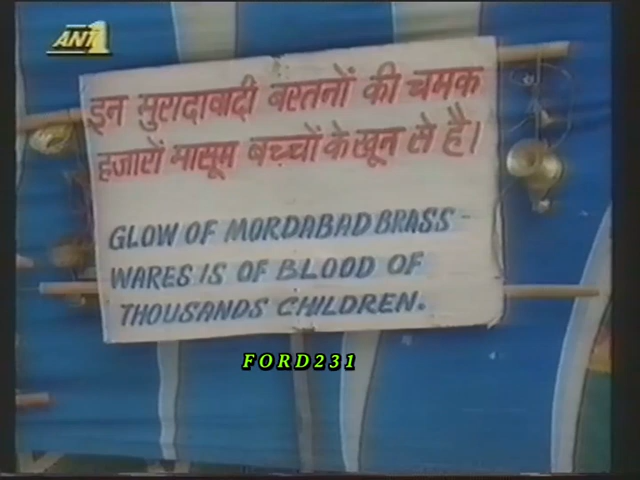 ANT1
इन मुरादाबादी बरतनों की चमक
हजारों मासूम बच्चों के खून से है।
GLOW OF MORDABAD BRASS-
WARES IS OF BLOOD OF
THOUSANDS CHILDREN.
FORD231